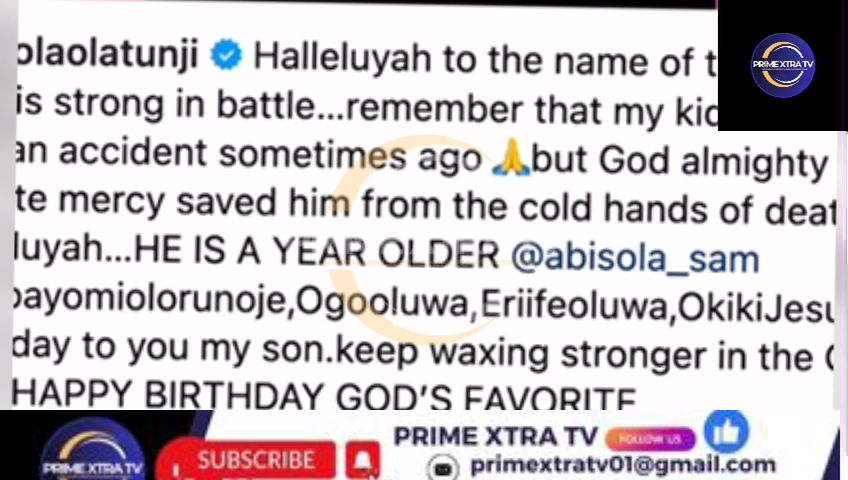 olaolatunji Halleluyah to the name of t
PRIME XTRA TV
is strong in battle...remember that my kid
an accident sometimes ago 🙏but God almighty
te mercy saved him from the cold hands of deat
luyah...HE IS A YEAR OLDER @abisola_sam
bayomiolorunoje,Ogooluwa,Eriifeoluwa,OkikiJesu
day to you my son.keep waxing stronger in the
HAPPY BIRTHDAY GOD'S FAVORITE
PRIME XTRA TV
SUBSCRIBE
PRIME XTRA TV FOLLOW US
primextratv01@gmail.com